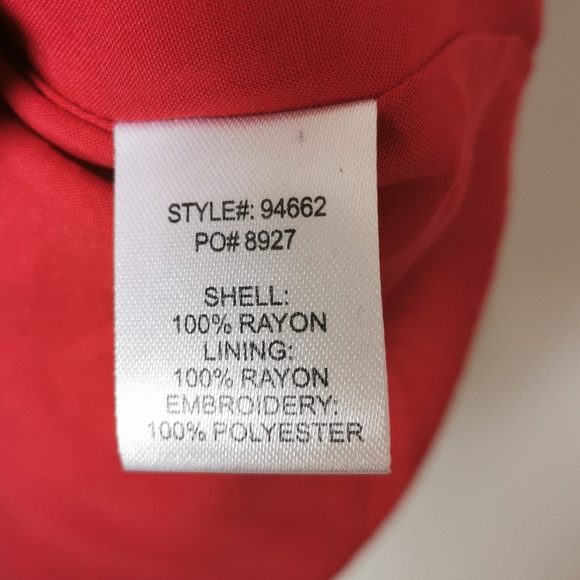 STYLE#: 94662
PO# 8927
SHELL:
100% RAYON
LINING:
100% RAYON
EMBROIDERY:
100% POLYESTER